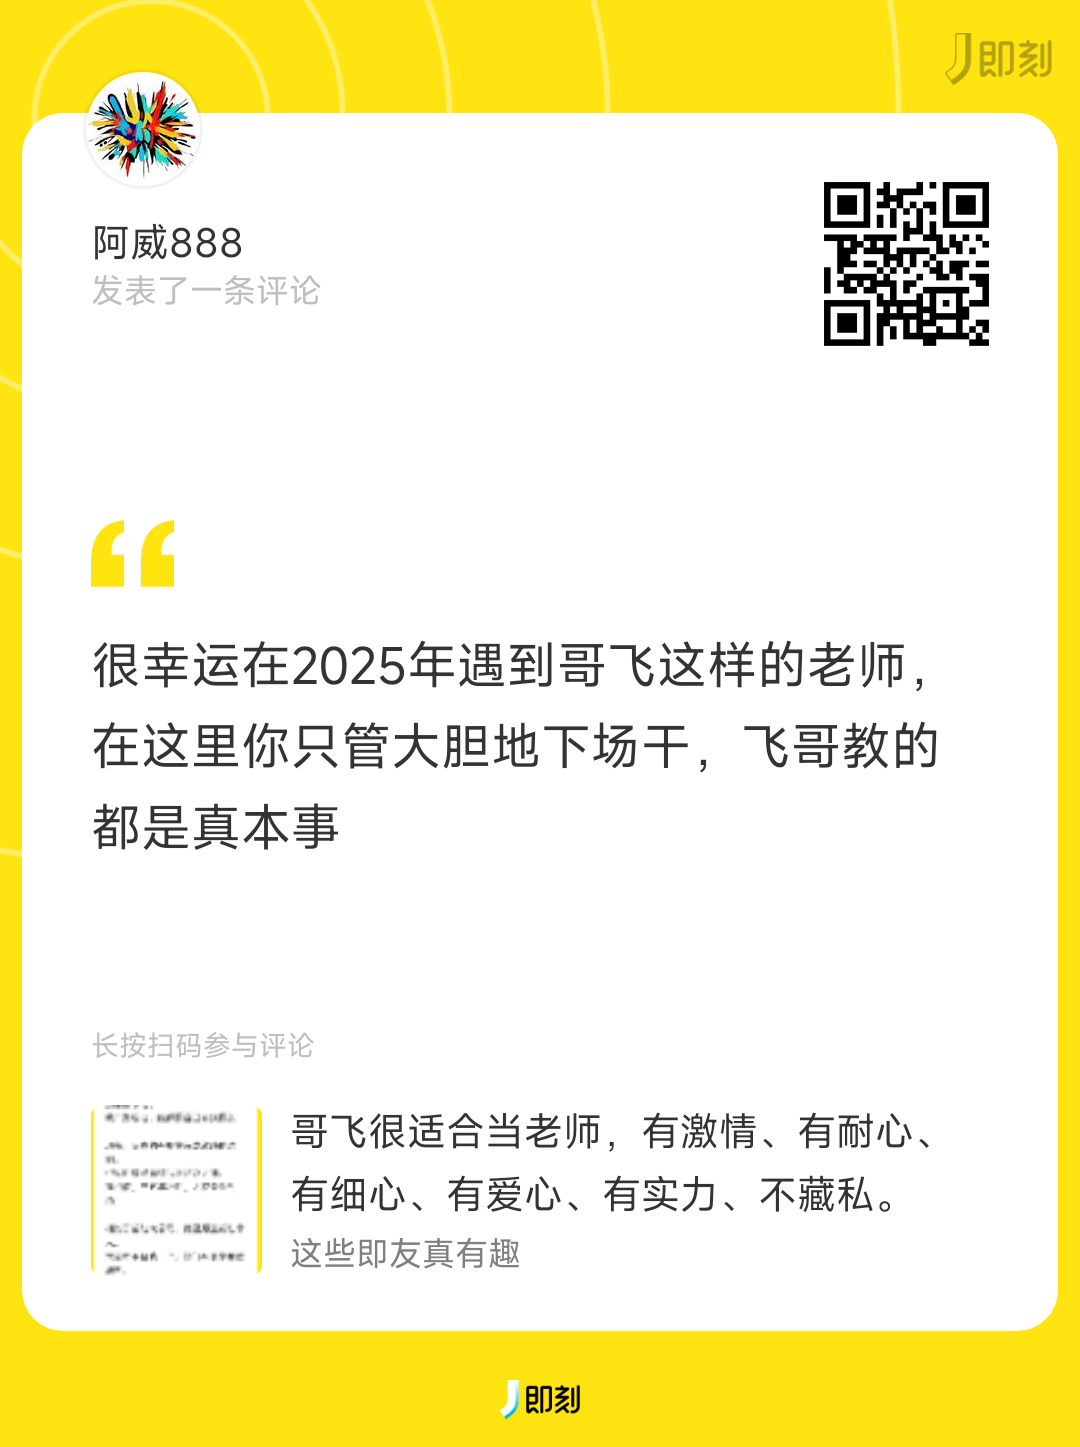 即刻
阿威888
发表了一条评论
很幸运在2025年遇到哥飞这样的老师，
在这里你只管大胆地下场干，飞哥教的
都是真本事
长按扫码参与评论
哥飞很适合当老师，有激情、有耐心、
有细心、有爱心、有实力、不藏私。
这些即友真有趣
即刻